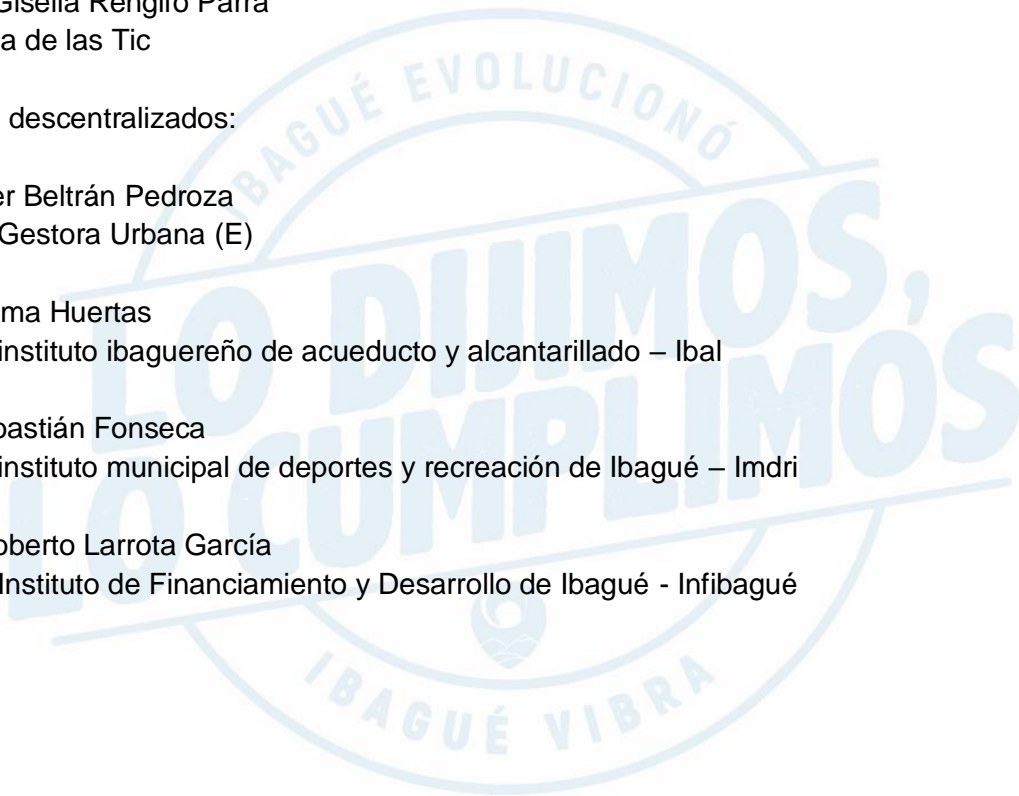 Gisella Rengifo Parra
a de las Tic
descentralizados:
er Beltrán Pedroza
Gestora Urbana (E)
ma Huertas
instituto ibaguereño de acueducto y alcantarillado – Ibal
bastián Fonseca
instituto municipal de deportes y recreación de Ibagué – Imdri
oberto Larrota García
Instituto de Financiamiento y Desarrollo de Ibagué - Infibagué
IBAGUÉ EVOLUCIONÓ
LO DIJIMOS,
LO CUMPLIMOS
IBAGUÉ VIBRA